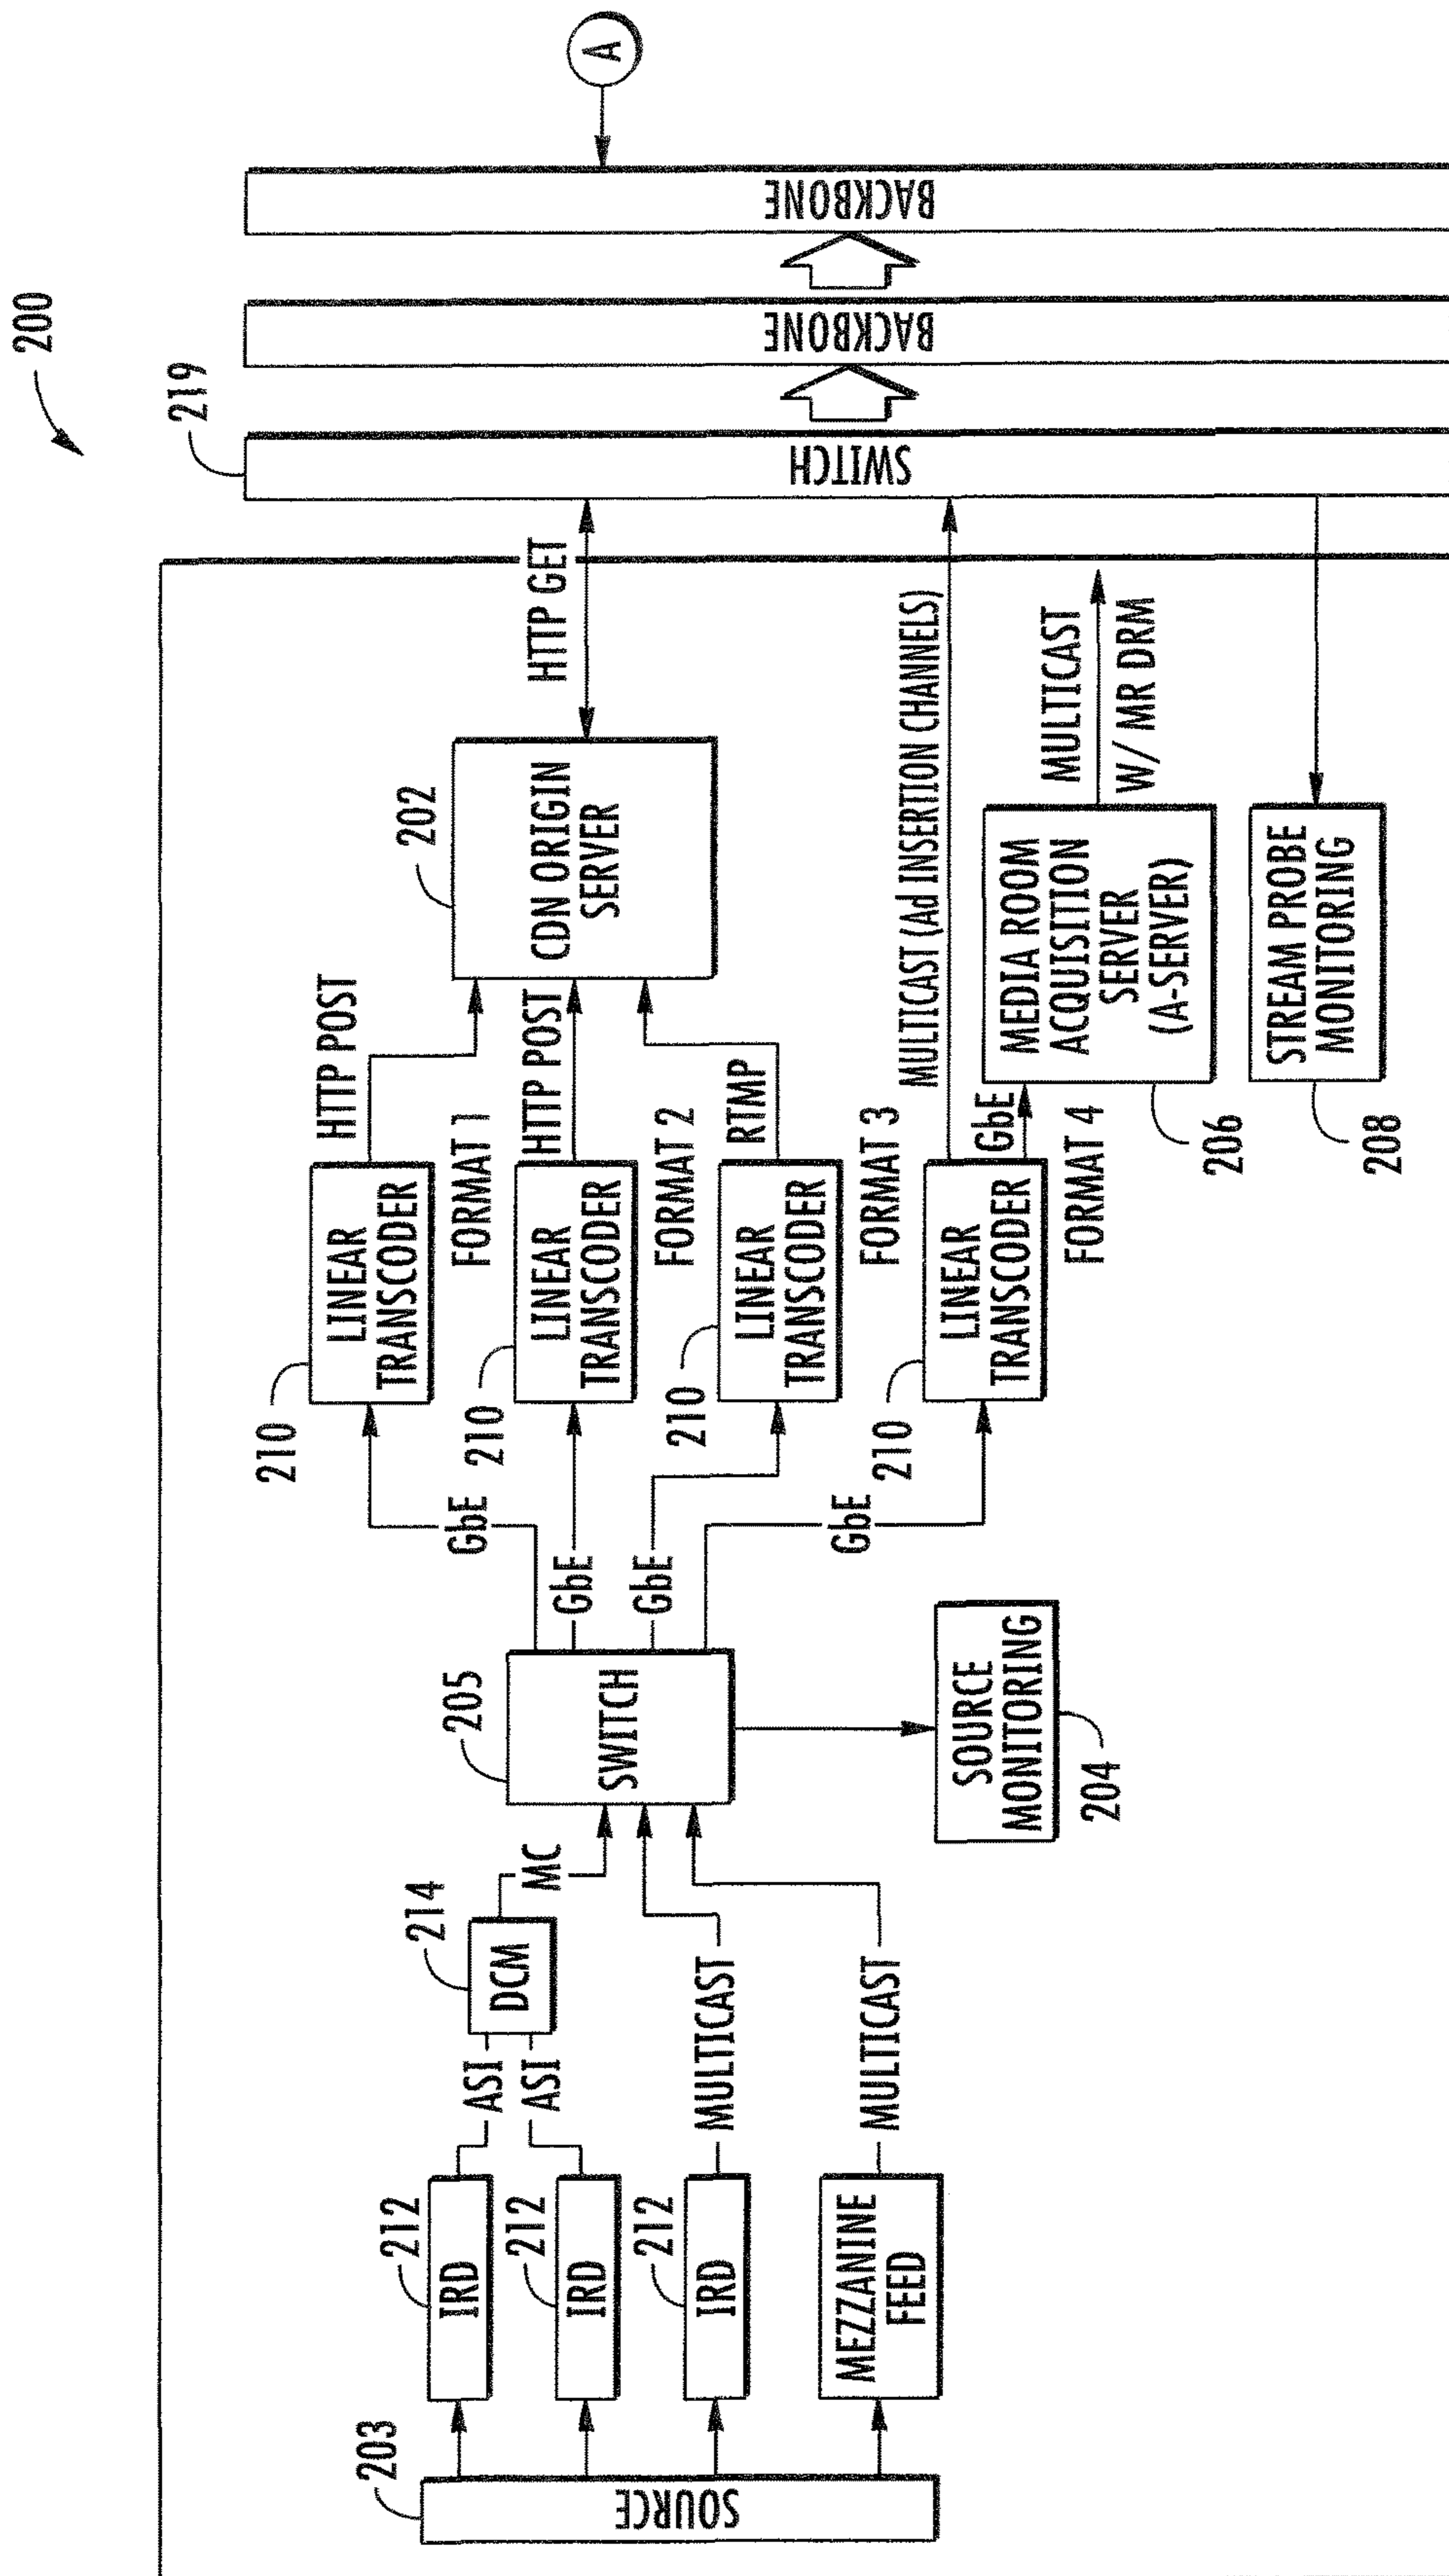 200
203
SOURCE
212
IRD
212
IRD
212
IRD
MEZZANINE
FEED
ASI
ASI
214
DCM
MC
MULTICAST
MULTICAST
205
SWITCH
SOURCE
MONITORING
204
GbE
GbE
GbE
GbE
210
LINEAR
TRANSCODER
FORMAT 1
210
LINEAR
TRANSCODER
FORMAT 2
210
LINEAR
TRANSCODER
FORMAT 3
210
LINEAR
TRANSCODER
FORMAT 4
HTTP POST
HTTP POST
RTMP
GbE
202
CDN ORIGIN
SERVER
HTTP GET
MULTICAST (Ad INSERTION CHANNELS)
MEDIA ROOM
ACQUISITION
SERVER
(A-SERVER)
206
MULTICAST
W/ MR DRM
STREAM PROBE
MONITORING
208
219
SWITCH
BACKBONE
BACKBONE
A